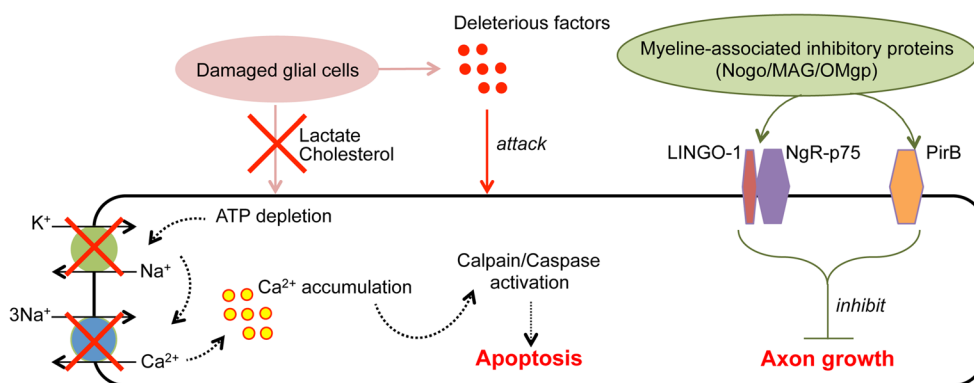 Deleterious factors
Damaged glial cells
Myeline-associated inhibitory proteins
(Nogo/MAG/OMgp)
Lactate
Cholesterol
attack
LINGO-1
NgR-p75
PirB
K⁺
ATP depletion
Na⁺
Ca²⁺ accumulation
Calpain/Caspase
activation
3Na⁺
Ca²⁺
inhibit
Apoptosis
Axon growth